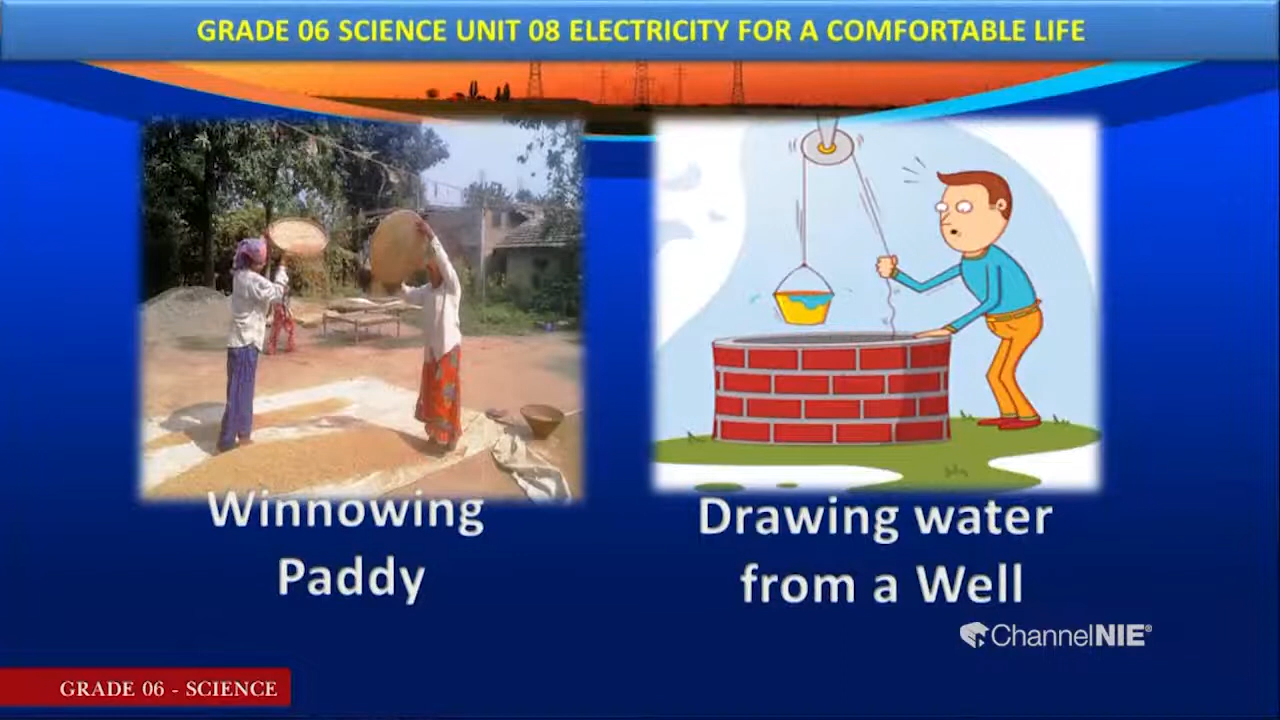 GRADE 06 SCIENCE UNIT 08 ELECTRICITY FOR A COMFORTABLE LIFE
Winnowing
Paddy
Drawing water
from a Well
ChannelNIE®
GRADE 06 - SCIENCE